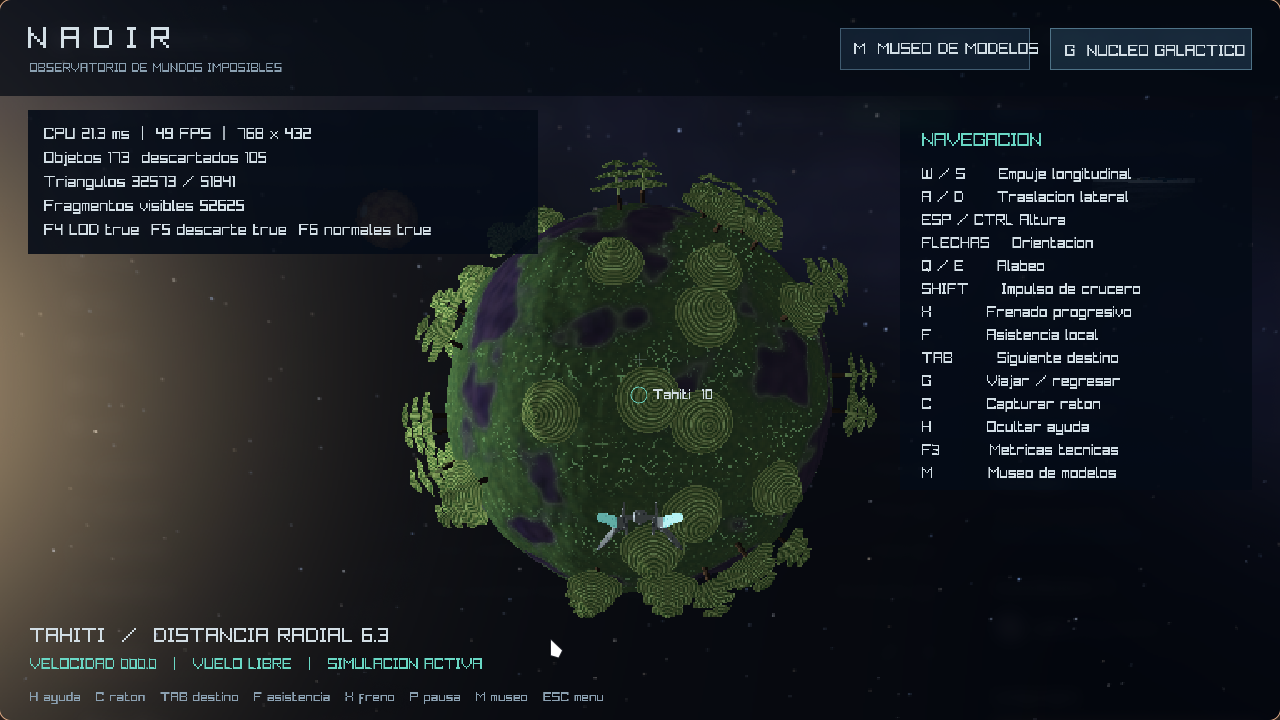 NADIR
OBSERVATORIO DE MUNDOS IMPOSIBLES
M MUSEO DE MODELOS
G NUCLEO GALACTICO
CPU 21.3 ms | 49 FPS | 768 x 432
Objetos 173 descartados 105
Triangulos 32573 / 51841
Fragmentos visibles 52625
F4 LOD true F5 descarte true F6 normales true
NAVEGACION
W / S Empuje longitudinal
A / D Traslacion lateral
ESP / CTRL Altura
FLECHAS Orientacion
Q / E Alabeo
SHIFT Impulso de crucero
X Frenado progresivo
F Asistencia local
TAB Siguiente destino
G Viajar / regresar
C Capturar raton
H Ocultar ayuda
F3 Metricas tecnicas
M Museo de modelos
Tahiti 10
TAHITI / DISTANCIA RADIAL 6.3
VELOCIDAD 000.0 | VUELO LIBRE | SIMULACION ACTIVA
H ayuda C raton TAB destino F asistencia X freno P pausa M museo ESC menu